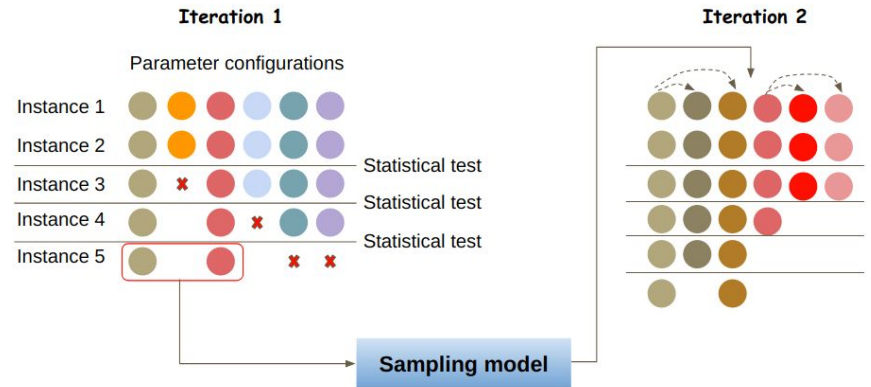 Iteration 1
Iteration 2
Parameter configurations
Instance 1
Instance 2
Statistical test
Instance 3
Statistical test
Instance 4
Statistical test
Instance 5
Sampling model